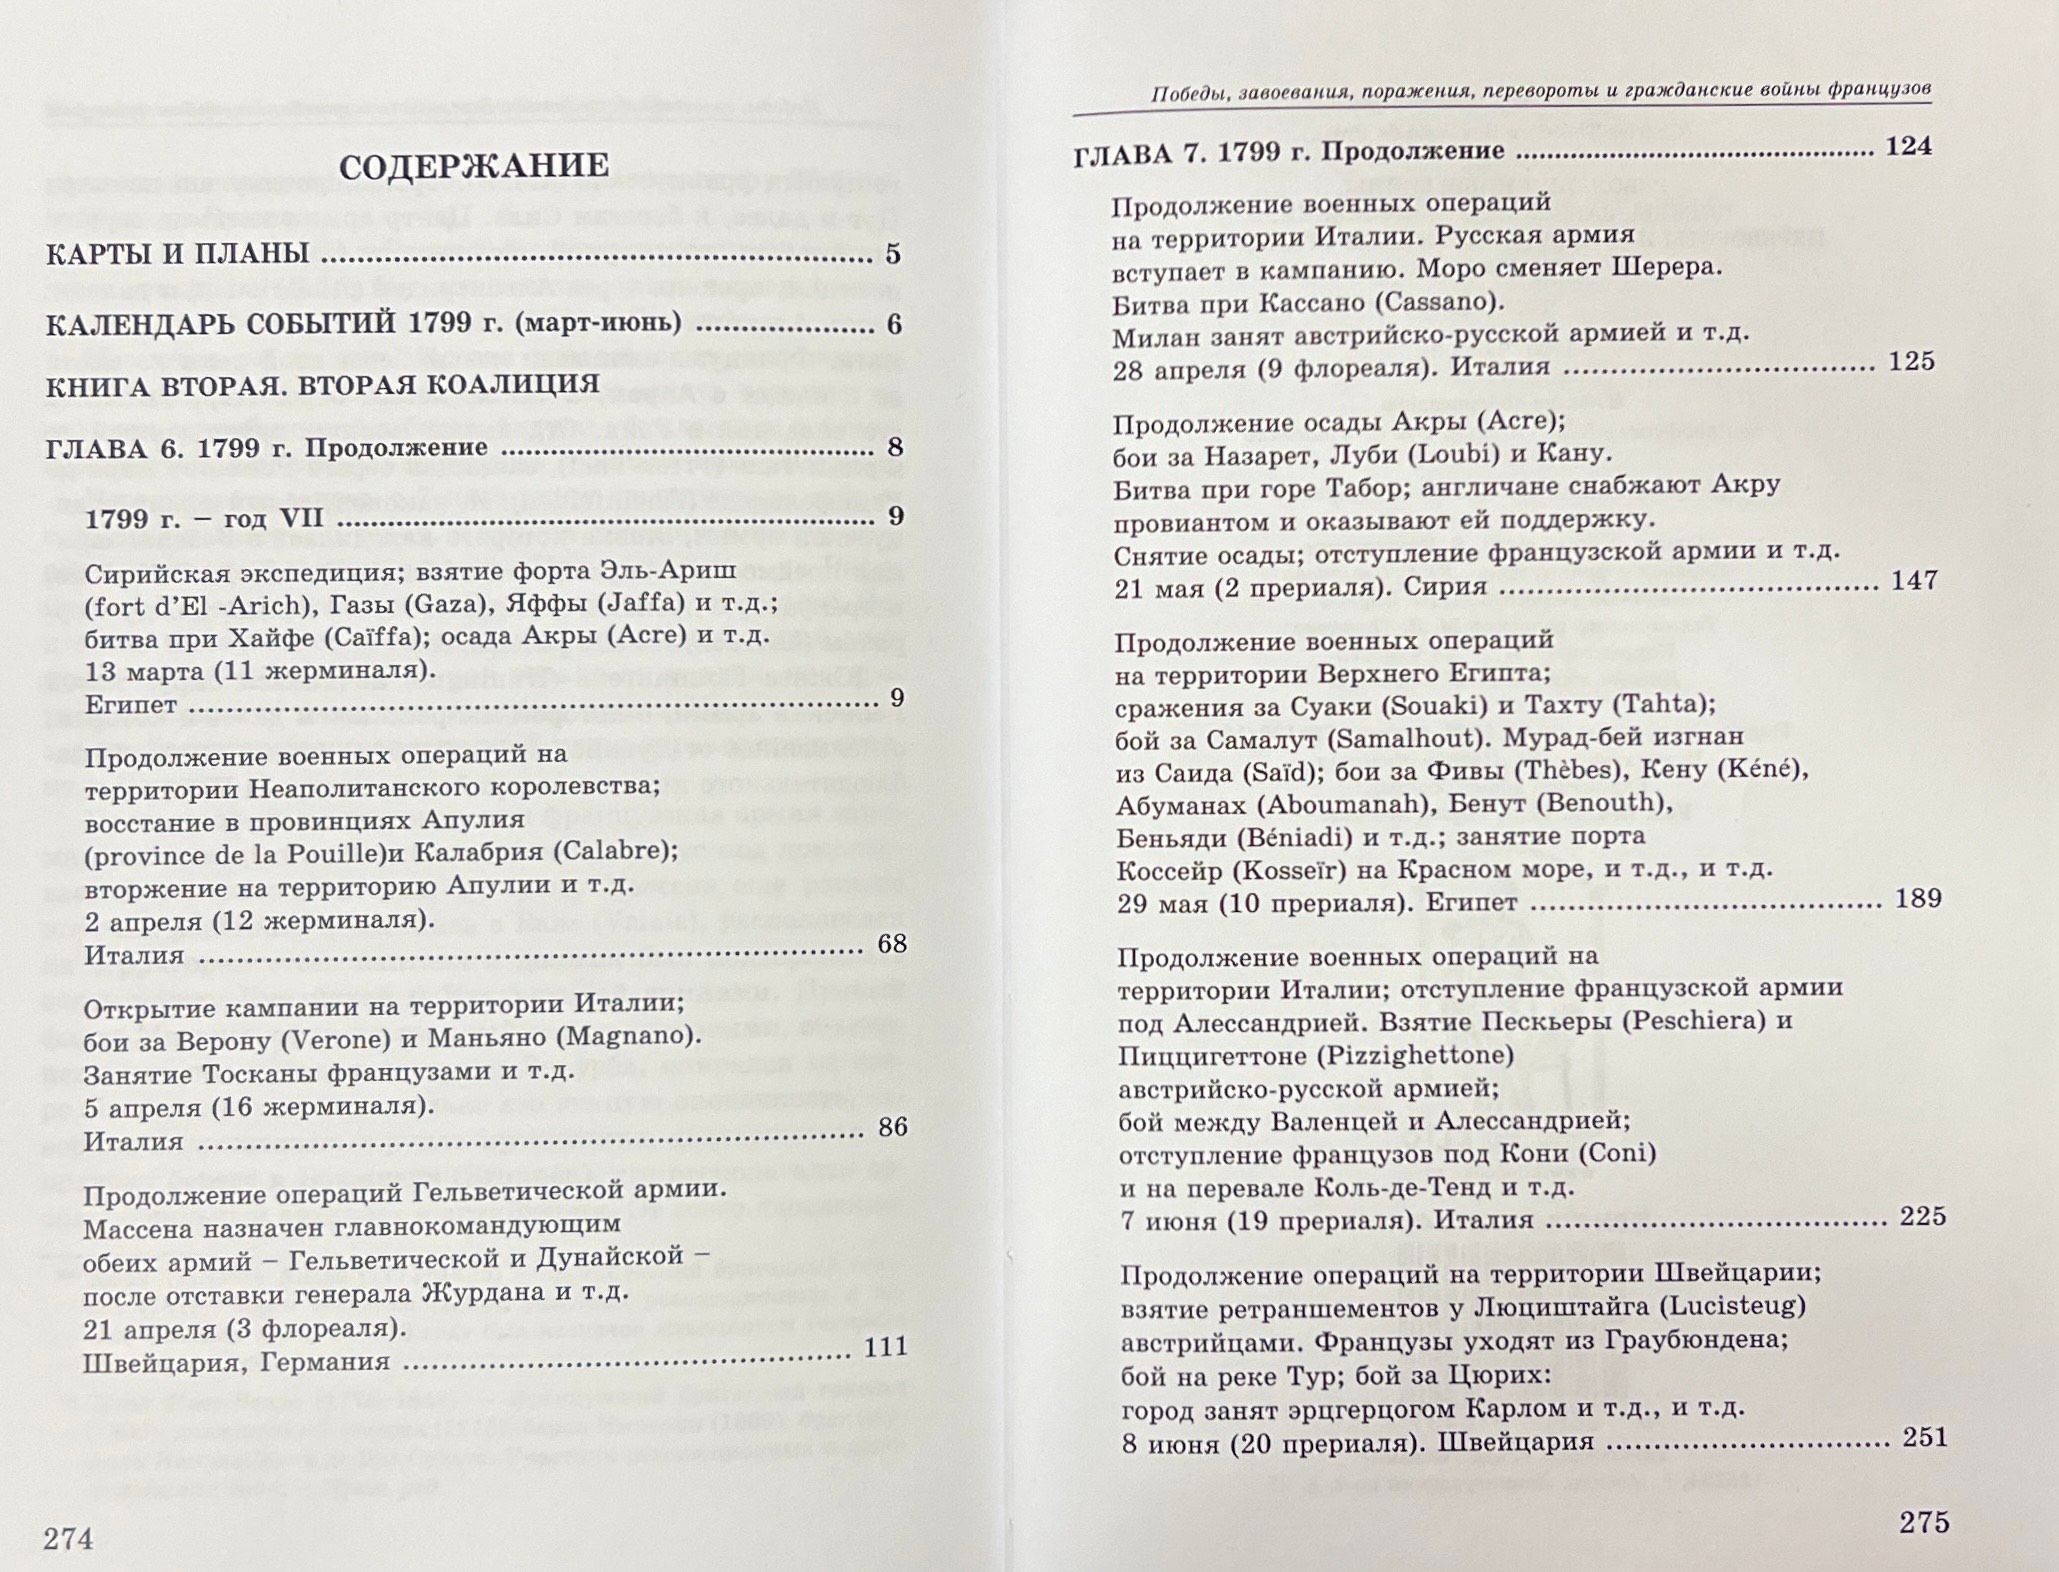 СОДЕРЖАНИЕ
КАРТЫ И ПЛАНЫ ........................................................ 5
КАЛЕНДАРЬ СОБЫТИЙ 1799 г. (март-июнь) ................... 6
КНИГА ВТОРАЯ. ВТОРАЯ КОАЛИЦИЯ
ГЛАВА 6. 1799 г. Продолжение ........................................ 8
1799 г. – год VII ........................................................ 9
Сирийская экспедиция; взятие форта Эль-Ариш
(fort d’El -Arich), Газы (Gaza), Яффы (Jaffa) и т.д.;
битва при Хайфе (Caïffa); осада Акры (Acre) и т.д.
13 марта (11 жерминаля).
Египет ........................................................................ 9
Продолжение военных операций на
территории Неаполитанского королевства;
восстание в провинциях Апулия
(province de la Pouille)и Калабрия (Calabre);
вторжение на территорию Апулии и т.д.
2 апреля (12 жерминаля).
Италия ........................................................................ 68
Открытие кампании на территории Италии;
бои за Верону (Verone) и Маньяно (Magnano).
Занятие Тосканы французами и т.д.
5 апреля (16 жерминаля).
Италия ........................................................................ 86
Продолжение операций Гельветической армии.
Массена назначен главнокомандующим
обеих армий – Гельветической и Дунайской –
после отставки генерала Журдана и т.д.
21 апреля (3 флореаля).
Швейцария, Германия ................................................ 111
274
Победы, завоевания, поражения, перевороты и гражданские войны французов
ГЛАВА 7. 1799 г. Продолжение ...................................... 124
Продолжение военных операций
на территории Италии. Русская армия
вступает в кампанию. Моро сменяет Шерера.
Битва при Кассано (Cassano).
Милан занят австрийско-русской армией и т.д.
28 апреля (9 флореаля). Италия .................................. 125
Продолжение осады Акры (Acre);
бои за Назарет, Луби (Loubi) и Кану.
Битва при горе Табор; англичане снабжают Акру
провиантом и оказывают ей поддержку.
Снятие осады; отступление французской армии и т.д.
21 мая (2 прериаля). Сирия ........................................ 147
Продолжение военных операций
на территории Верхнего Египта;
сражения за Суаки (Souaki) и Тахту (Tahta);
бой за Самалут (Samalhout). Мурад-бей изгнан
из Саида (Saïd); бои за Фивы (Thèbes), Кену (Kéné),
Абуманах (Aboumanah), Бенут (Benouth),
Беньяди (Béniadi) и т.д.; занятие порта
Коссейр (Kosseïr) на Красном море, и т.д., и т.д.
29 мая (10 прериаля). Египет ...................................... 189
Продолжение военных операций на
территории Италии; отступление французской армии
под Алессандрией. Взятие Пескьеры (Peschiera) и
Пиццигеттоне (Pizzighettone)
австрийско-русской армией;
бой между Валенцей и Алессандрией;
отступление французов под Кони (Coni)
и на перевале Коль-де-Тенд и т.д.
7 июня (19 прериаля). Италия ..................................... 225
Продолжение операций на территории Швейцарии;
взятие ретраншементов у Люциштайга (Lucisteug)
австрийцами. Французы уходят из Граубюндена;
бой на реке Тур; бой за Цюрих:
город занят эрцгерцогом Карлом и т.д., и т.д.
8 июня (20 прериаля). Швейцария ............................... 251
275